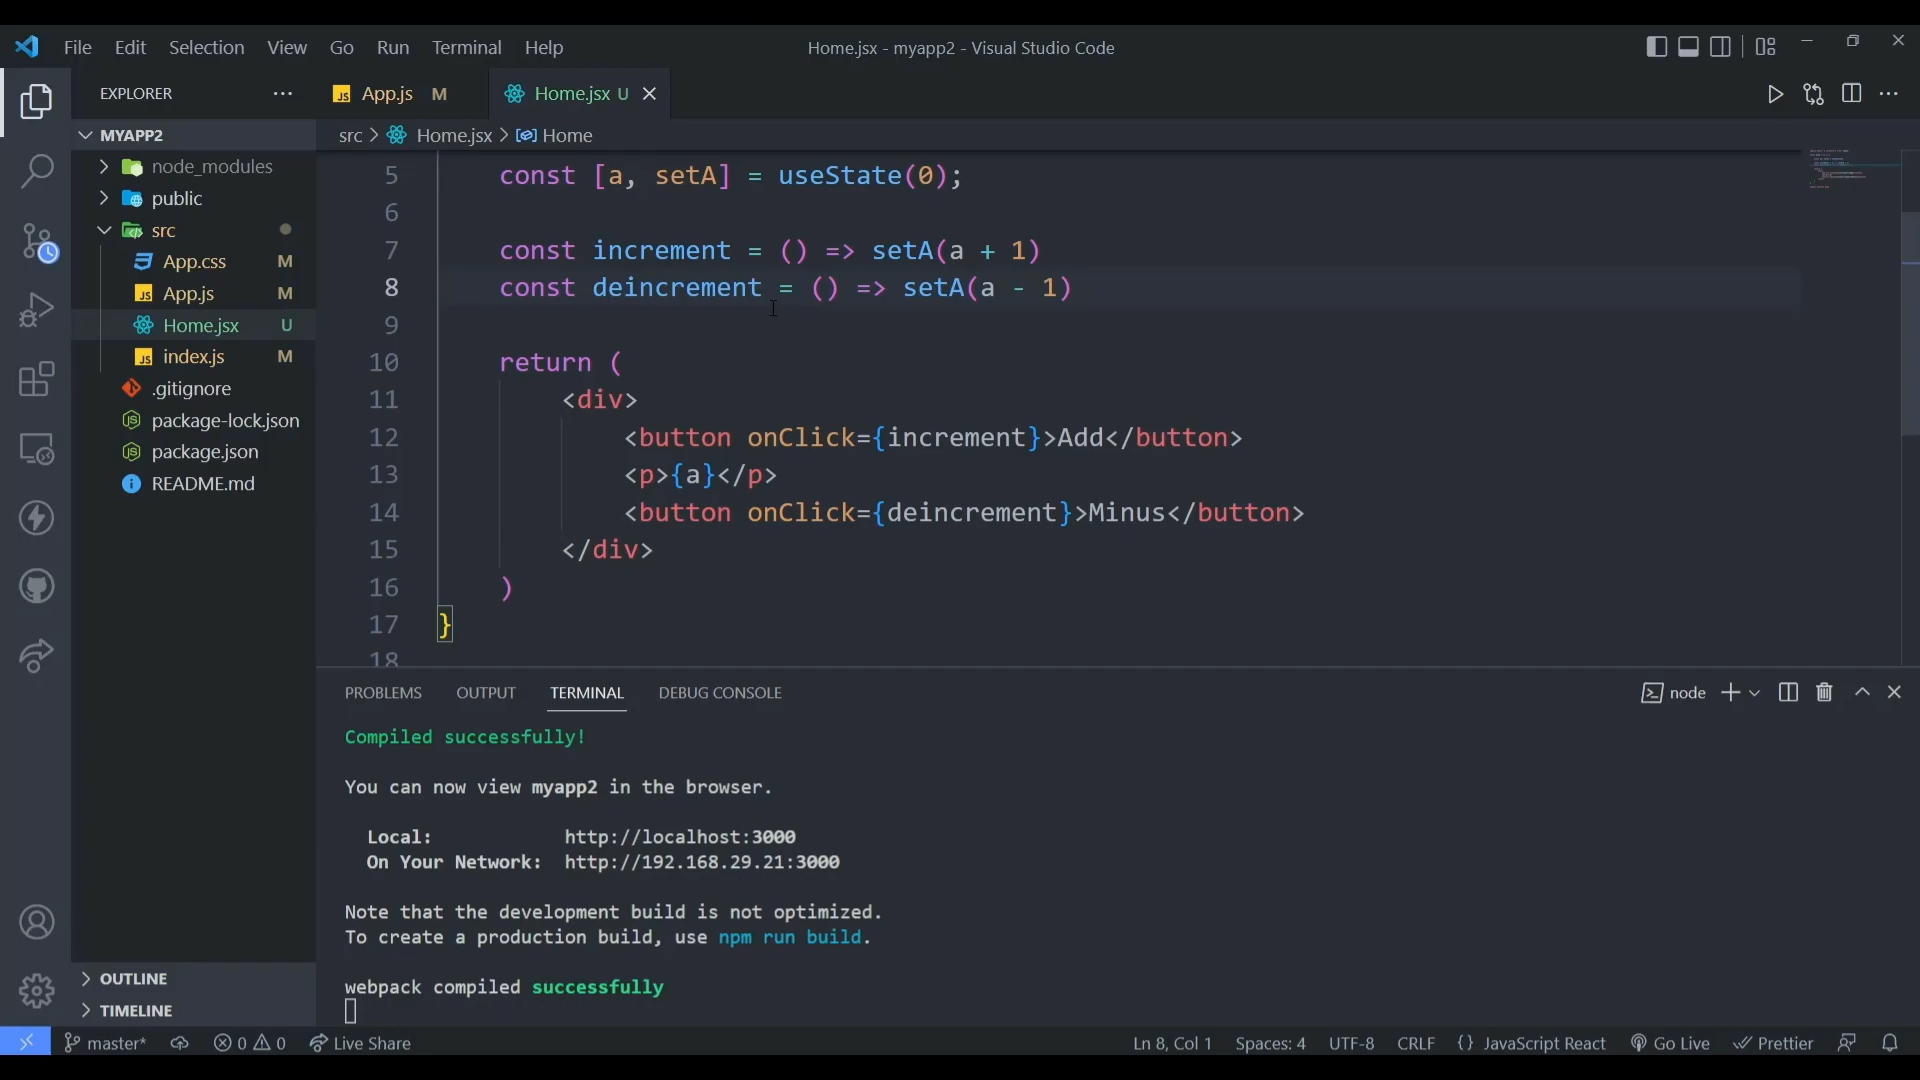 File Edit Selection View Go Run Terminal Help
Home.jsx - myapp2 - Visual Studio Code
EXPLORER
MYAPP2
node_modules
public
src
App.css M
App.js M
Home.jsx U
index.js M
.gitignore
package-lock.json
package.json
README.md
OUTLINE
TIMELINE
App.js M
Home.jsx U
src > Home.jsx > Home
5 const [a, setA] = useState(0);
6
7 const increment = () => setA(a + 1)
8 const deincrement = () => setA(a - 1)
9
10 return (
11 <div>
12 <button onClick={increment}>Add</button>
13 <p>{a}</p>
14 <button onClick={deincrement}>Minus</button>
15 </div>
16 )
17 }
18
PROBLEMS OUTPUT TERMINAL DEBUG CONSOLE
node
Compiled successfully!
You can now view myapp2 in the browser.
Local: http://localhost:3000
On Your Network: http://192.168.29.21:3000
Note that the development build is not optimized.
To create a production build, use npm run build.
webpack compiled successfully
master* 0 0 Live Share
Ln 8, Col 1 Spaces: 4 UTF-8 CRLF {} JavaScript React Go Live Prettier